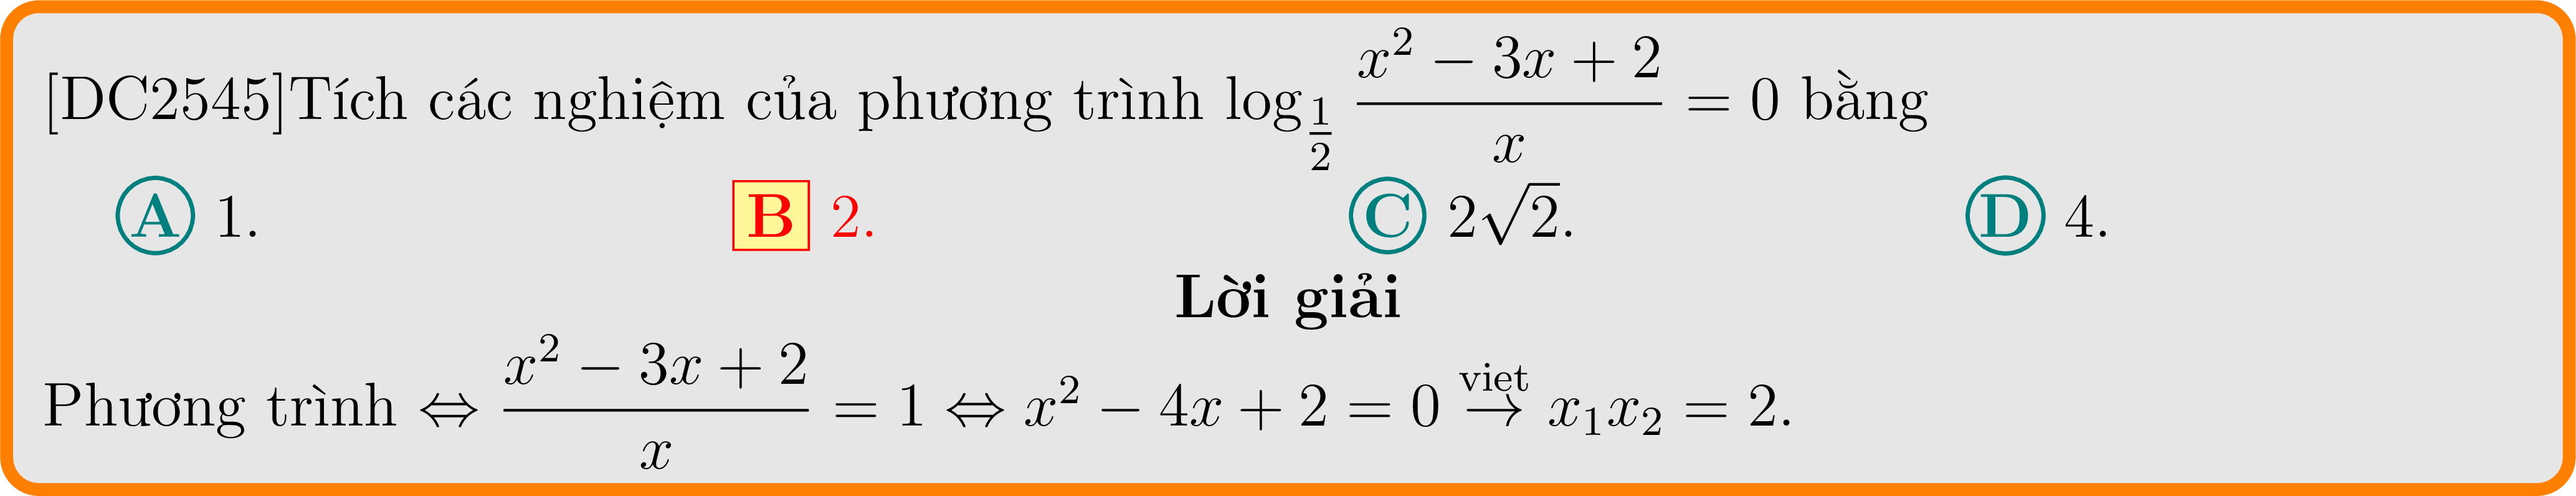 [DC2545]Tích các nghiệm của phương trình $\log_{\frac{1}{2}} \frac{x^2 - 3x + 2}{x} = 0$ bằng
A 1. B 2. C $2\sqrt{2}$. D 4.
Lời giải
Phương trình $\Leftrightarrow \frac{x^2 - 3x + 2}{x} = 1 \Leftrightarrow x^2 - 4x + 2 = 0 \overset{\text{viet}}{\rightarrow} x_1x_2 = 2.$